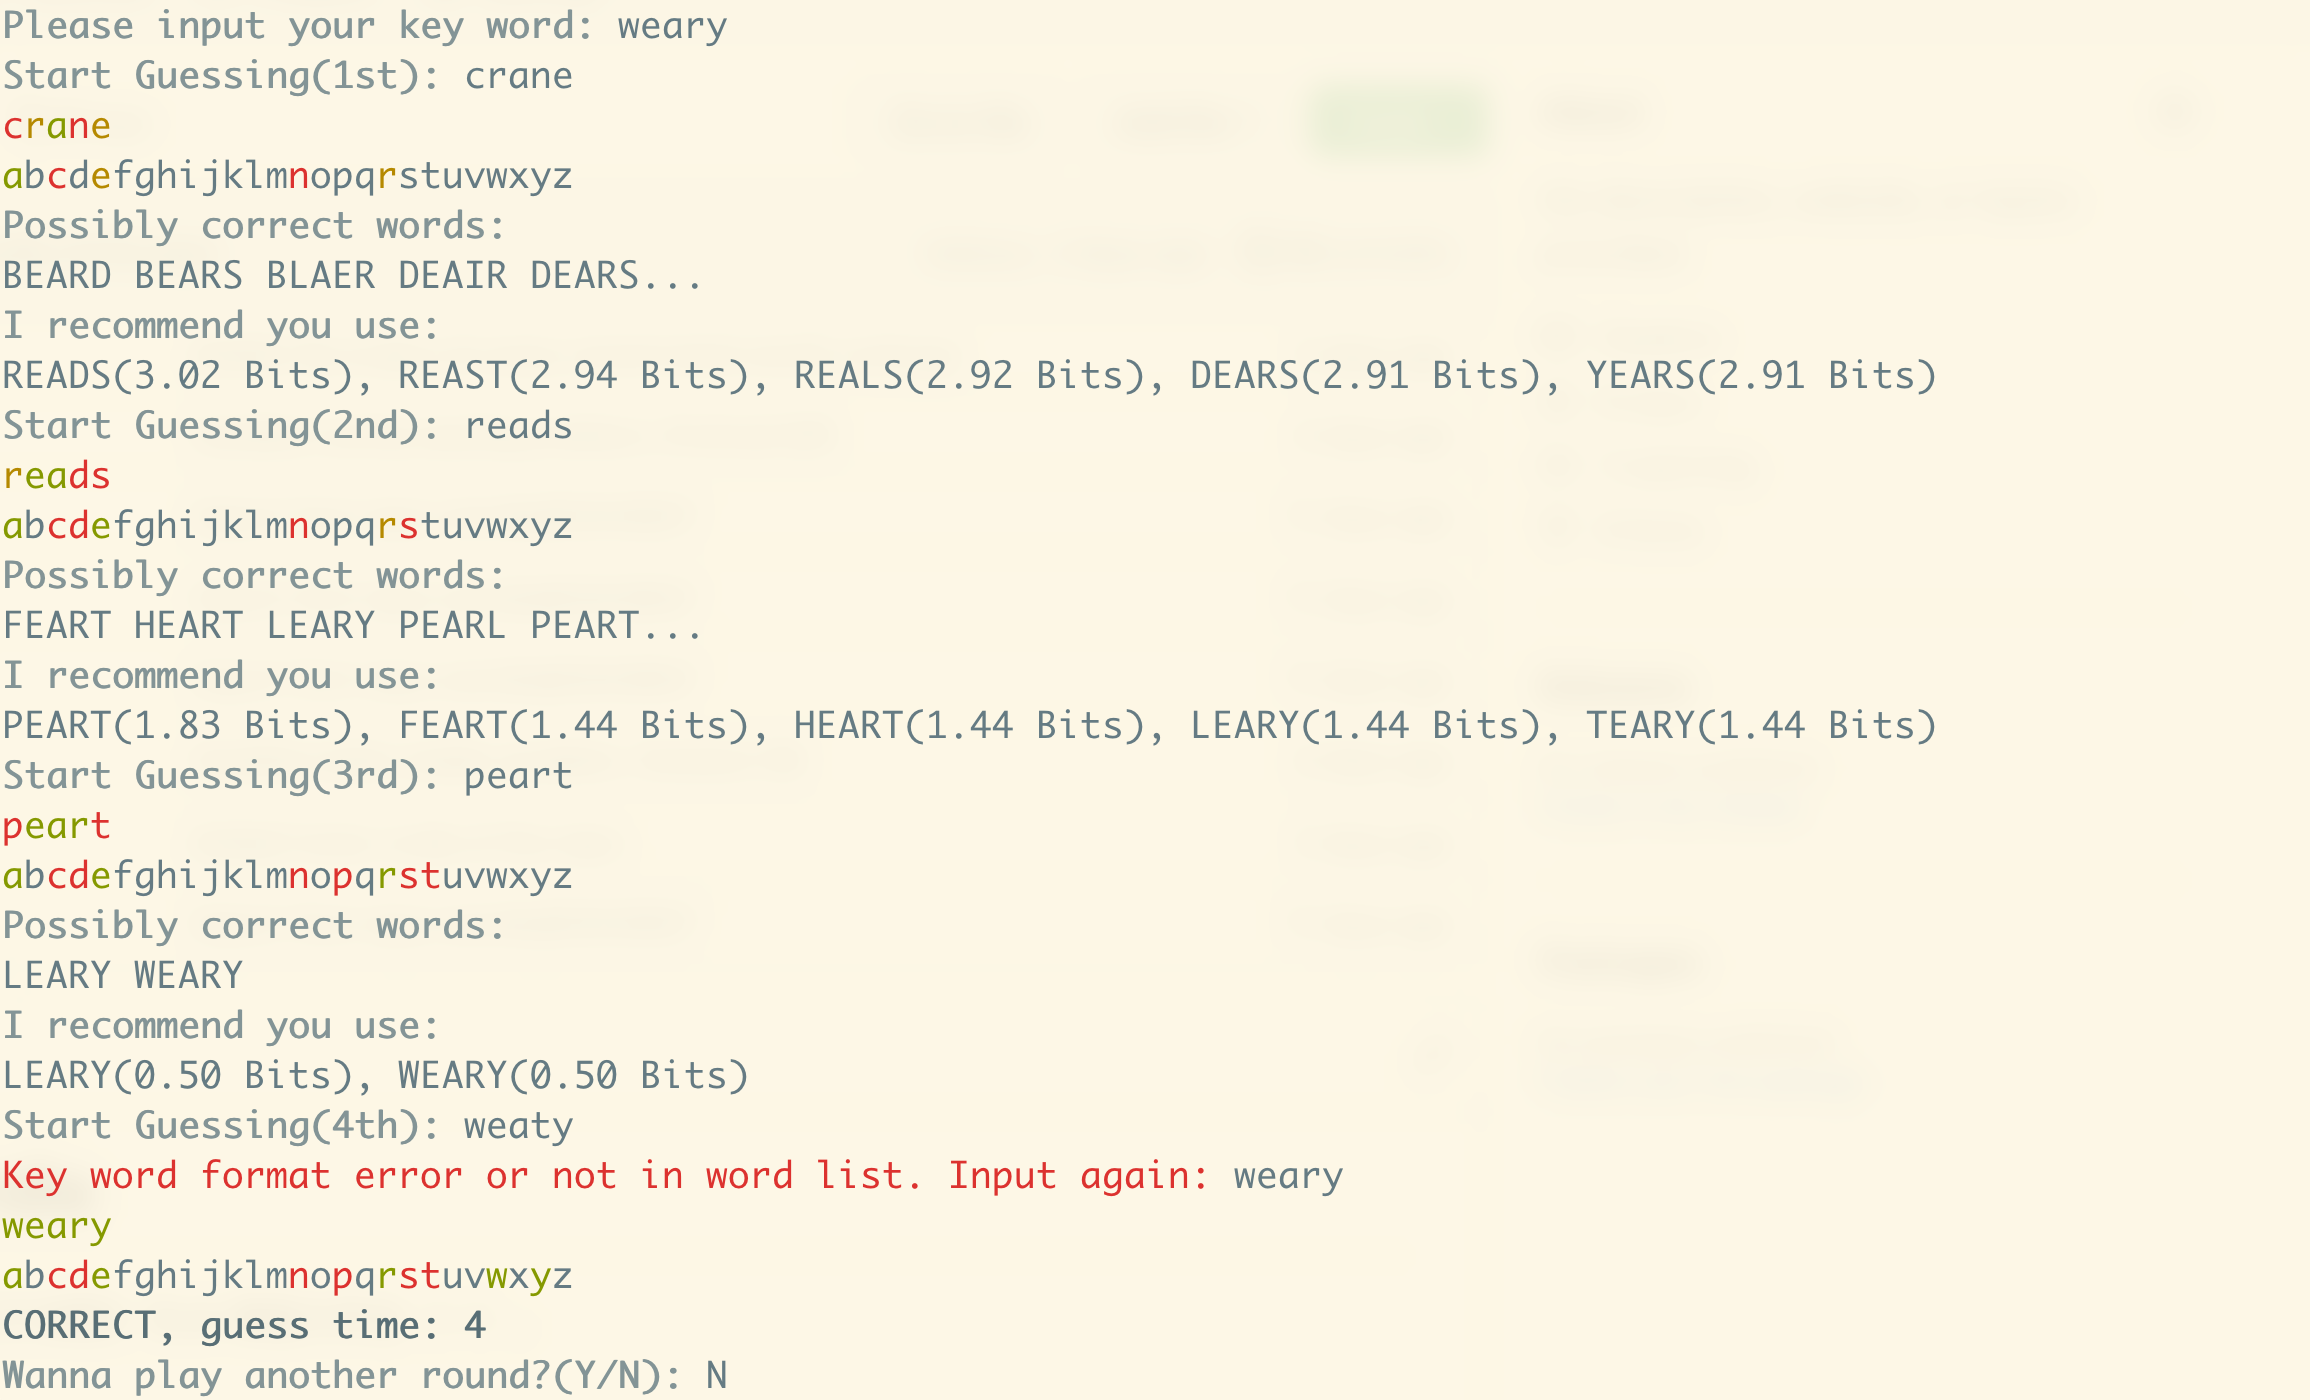 Please input your key word: weary
Start Guessing(1st): crane
crane
abcdefghijklmnopqrstuvwxyz
Possibly correct words:
BEARD BEARS BLAER DEAIR DEARS...
I recommend you use:
READS(3.02 Bits), REAST(2.94 Bits), REALS(2.92 Bits), DEARS(2.91 Bits), YEARS(2.91 Bits)
Start Guessing(2nd): reads
reads
abcdefghijklmnopqrstuvwxyz
Possibly correct words:
FEART HEART LEARY PEARL PEART...
I recommend you use:
PEART(1.83 Bits), FEART(1.44 Bits), HEART(1.44 Bits), LEARY(1.44 Bits), TEARY(1.44 Bits)
Start Guessing(3rd): peart
peart
abcdefghijklmnopqrstuvwxyz
Possibly correct words:
LEARY WEARY
I recommend you use:
LEARY(0.50 Bits), WEARY(0.50 Bits)
Start Guessing(4th): weaty
Key word format error or not in word list. Input again: weary
weary
abcdefghijklmnopqrstuvwxyz
CORRECT, guess time: 4
Wanna play another round?(Y/N): N